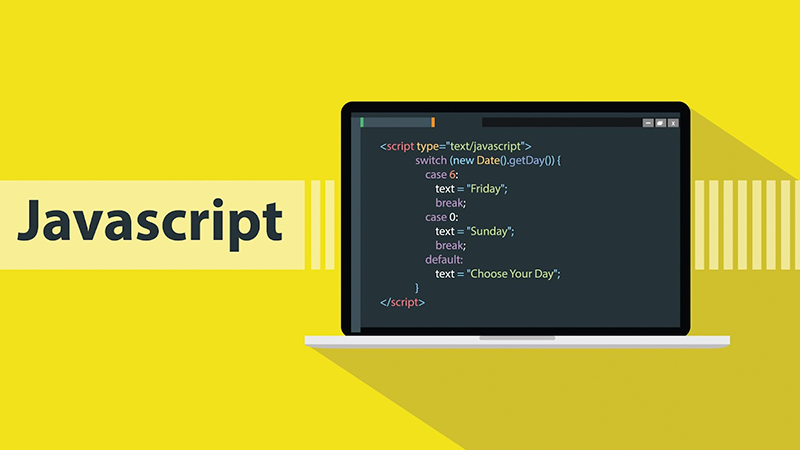 Javascript
<script type="text/javascript">
switch (new Date().getDay()) {
case 6:
text = "Friday";
break;
case 0:
text = "Sunday";
break;
default:
text = "Choose Your Day";
}
</script>